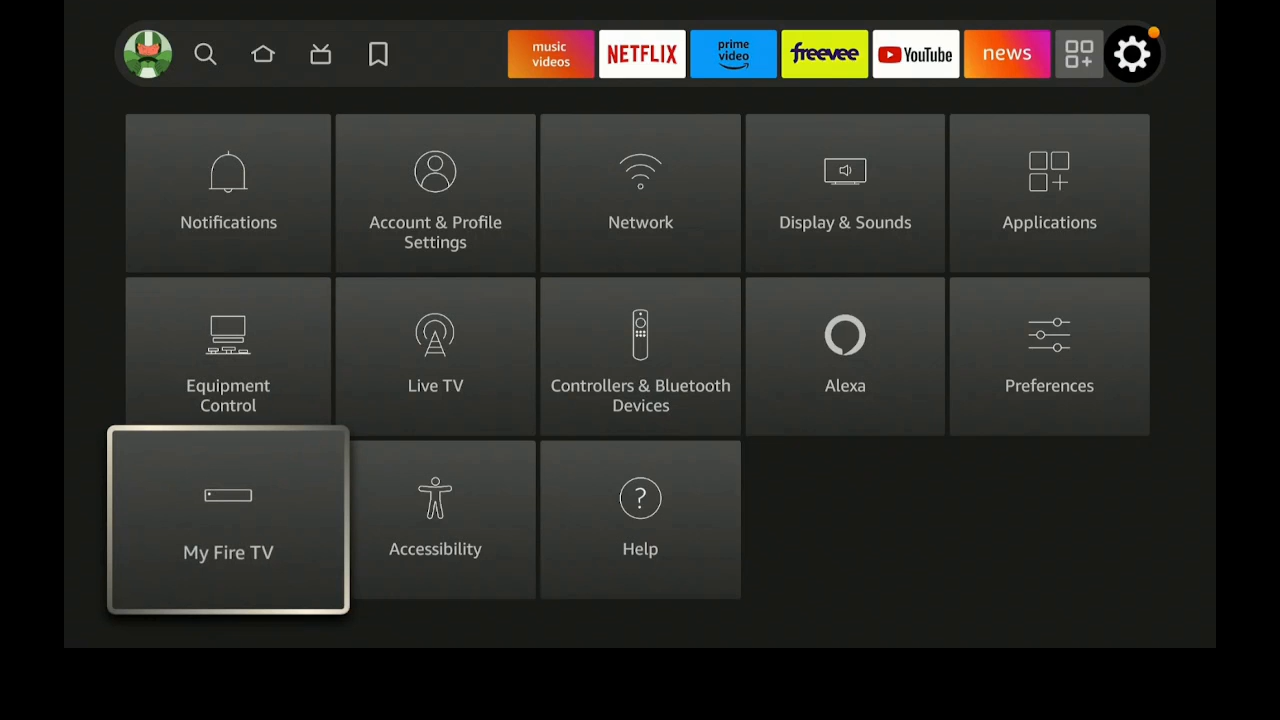 music
videos
NETFLIX
prime
video
freevee
YouTube
news
Notifications
Account & Profile
Settings
Network
Display & Sounds
Applications
Equipment
Control
Live TV
Controllers & Bluetooth
Devices
Alexa
Preferences
My Fire TV
Accessibility
?
Help